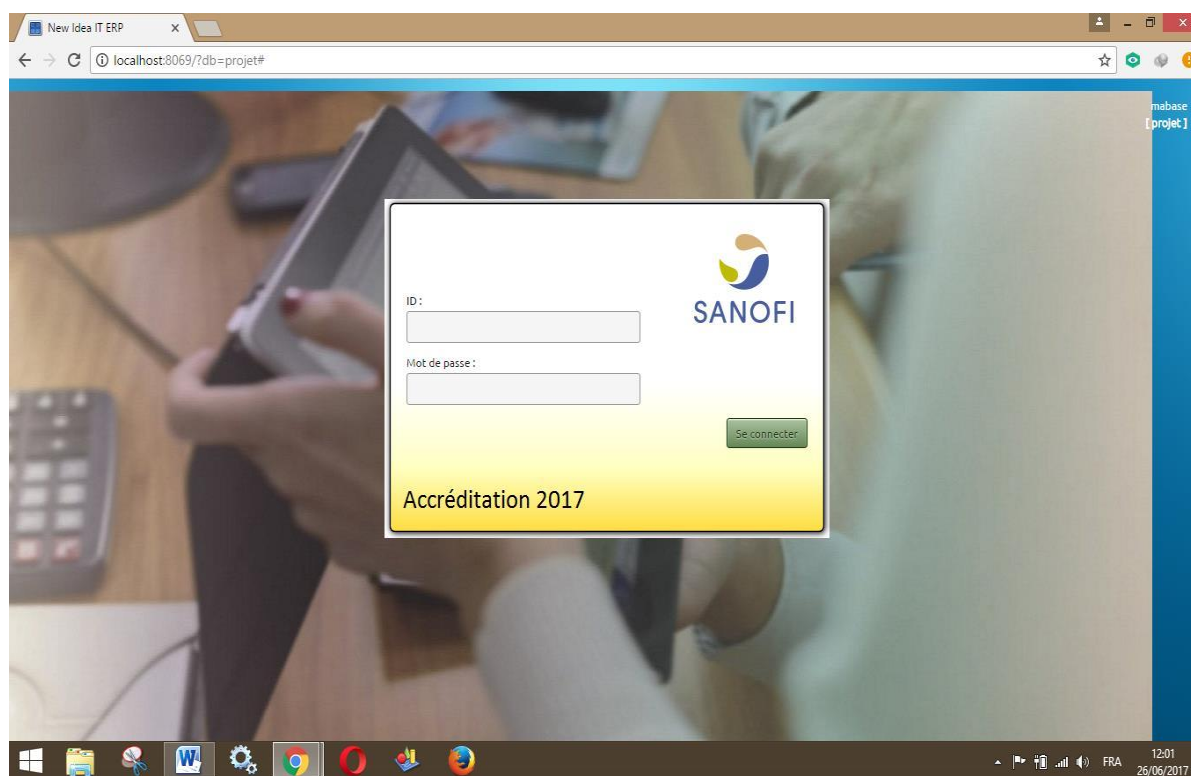 New Idea IT ERP
localhost:8069/?db=projet#
mabase
[ projet ]
SANOFI
ID :
Mot de passe :
Se connecter
Accréditation 2017
FRA
12:01
26/06/2017